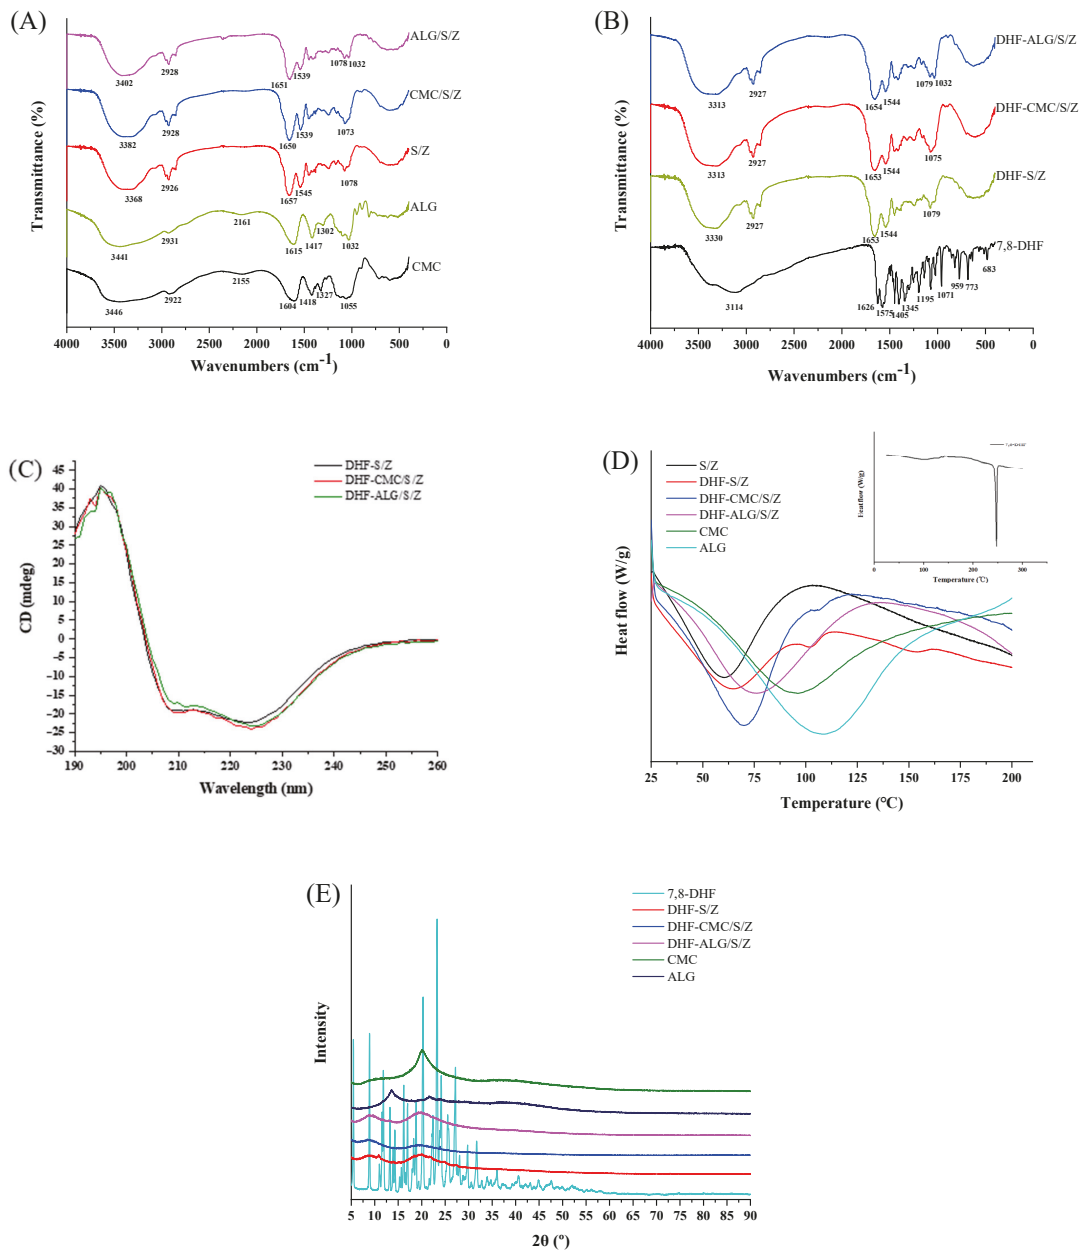 (A)
Transmittance (%)
ALG/S/Z
3402
2928
1651
1539
1078
1032
CMC/S/Z
3382
2928
1650
1539
1073
S/Z
3368
2926
1657
1545
1078
ALG
3441
2931
2161
1615
1417
1302
1032
CMC
3446
2922
2155
1604
1418
1327
1055
4000 3500 3000 2500 2000 1500 1000 500 0
Wavenumbers (cm-1)
(B)
Transmittance (%)
DHF-ALG/S/Z
3313
2927
1654
1544
1079
1032
DHF-CMC/S/Z
3313
2927
1653
1544
1075
DHF-S/Z
3330
2927
1653
1544
1079
7,8-DHF
3114
1626
1575
1405
1345
1195
1071
959
773
683
4000 3500 3000 2500 2000 1500 1000 500 0
Wavenumbers (cm-1)
(C)
DHF-S/Z
DHF-CMC/S/Z
DHF-ALG/S/Z
CD (mdeg)
45
40
35
30
25
20
15
10
5
0
-5
-10
-15
-20
-25
-30
190 200 210 220 230 240 250 260
Wavelength (nm)
(D)
S/Z
DHF-S/Z
DHF-CMC/S/Z
DHF-ALG/S/Z
CMC
ALG
Heat flow (W/g)
25 50 75 100 125 150 175 200
Temperature (°C)
Heat flow (W/g)
0 100 200 300
Temperature (°C)
(E)
7,8-DHF
DHF-S/Z
DHF-CMC/S/Z
DHF-ALG/S/Z
CMC
ALG
Intensity
5 10 15 20 25 30 35 40 45 50 55 60 65 70 75 80 85 90
2θ (°)